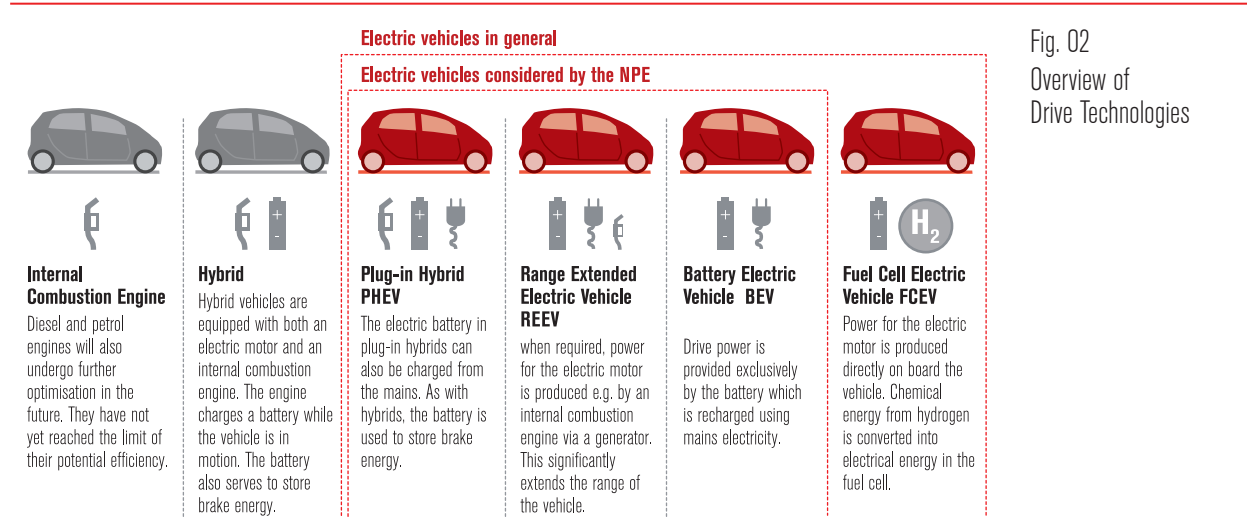 Electric vehicles in general
Electric vehicles considered by the NPE
Fig. 02
Overview of
Drive Technologies
+
-
+
-
+
-
+
-
+
-
H2
Internal
Combustion Engine
Diesel and petrol
engines will also
undergo further
optimisation in the
future. They have not
yet reached the limit of
their potential efficiency.
Hybrid
Hybrid vehicles are
equipped with both an
electric motor and an
internal combustion
engine. The engine
charges a battery while
the vehicle is in
motion. The battery
also serves to store
brake energy.
Plug-in Hybrid
PHEV
The electric battery in
plug-in hybrids can
also be charged from
the mains. As with
hybrids, the battery is
used to store brake
energy.
Range Extended
Electric Vehicle
REEV
when required, power
for the electric motor
is produced e.g. by an
internal combustion
engine via a generator.
This significantly
extends the range of
the vehicle.
Battery Electric
Vehicle BEV
Drive power is
provided exclusively
by the battery which
is recharged using
mains electricity.
Fuel Cell Electric
Vehicle FCEV
Power for the electric
motor is produced
directly on board the
vehicle. Chemical
energy from hydrogen
is converted into
electrical energy in the
fuel cell.